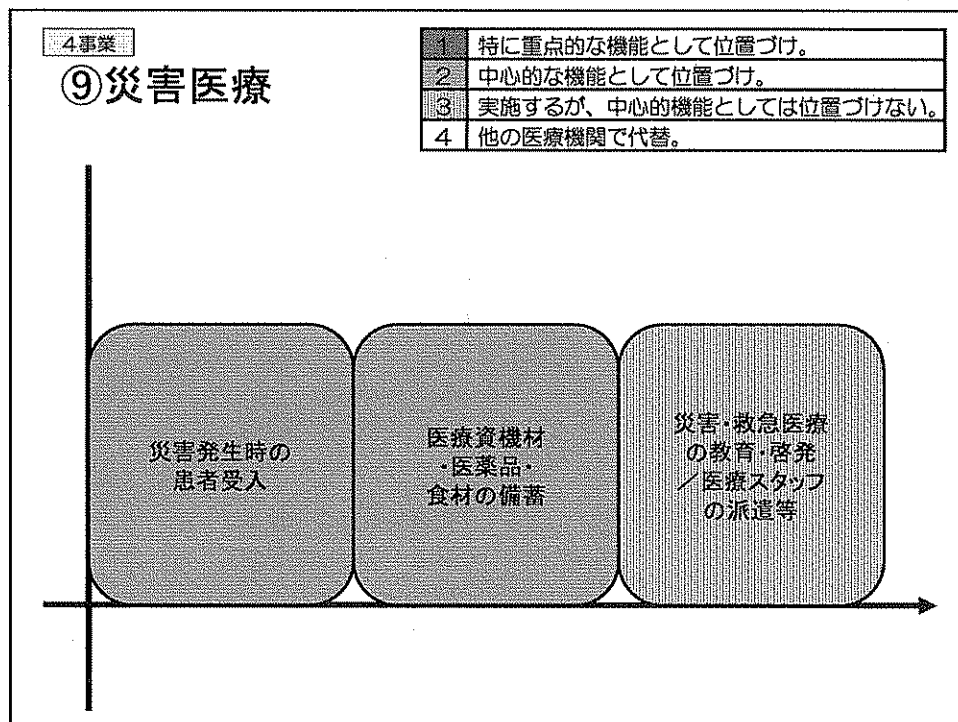 4事業
⑨災害医療
1 特に重点的な機能として位置づけ。
2 中心的な機能として位置づけ。
3 実施するが、中心的機能としては位置づけない。
4 他の医療機関で代替。
災害発生時の
患者受入
医療資機材
・医薬品・
食材の備蓄
災害・救急医療
の教育・啓発
／医療スタッフ
の派遣等